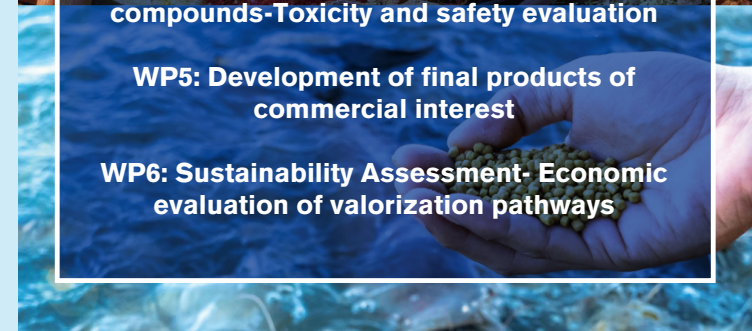 compounds-Toxicity and safety evaluation
WP5: Development of final products of
commercial interest
WP6: Sustainability Assessment- Economic
evaluation of valorization pathways